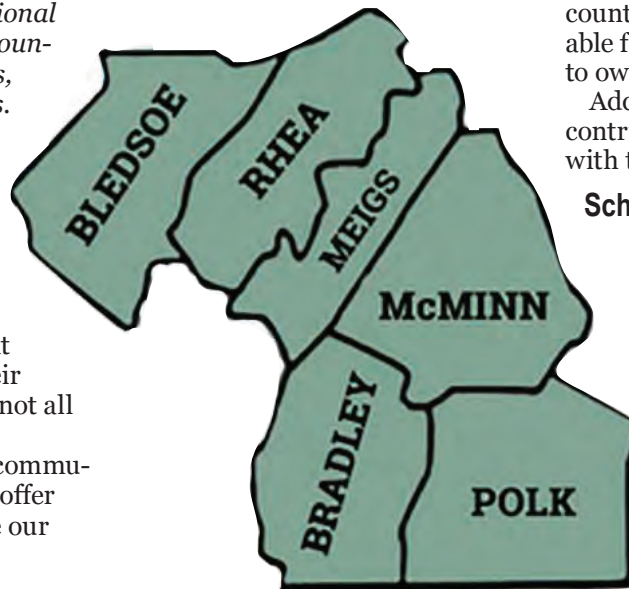 ional
oun-
s,
s.
t
eir
not all
commu-
offer
e our
BLEDSOE
RHEA
MEIGS
McMINN
BRADLEY
POLK
count
able f
to ow
Add
contr
with t
Sch